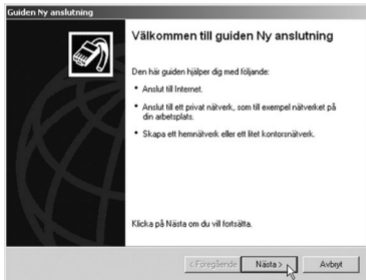 Guiden Ny anslutning
Välkommen till guiden Ny anslutning
Den här guiden hjälper dig med följande:
• Anslut till Internet.
• Anslut till ett privat nätverk, som till exempel nätverket på
din arbetsplats.
• Skapa ett hemnätverk eller ett litet kontorsnätverk.
Klicka på Nästa om du vill fortsätta.
< Föregående Nästa > Avbryt